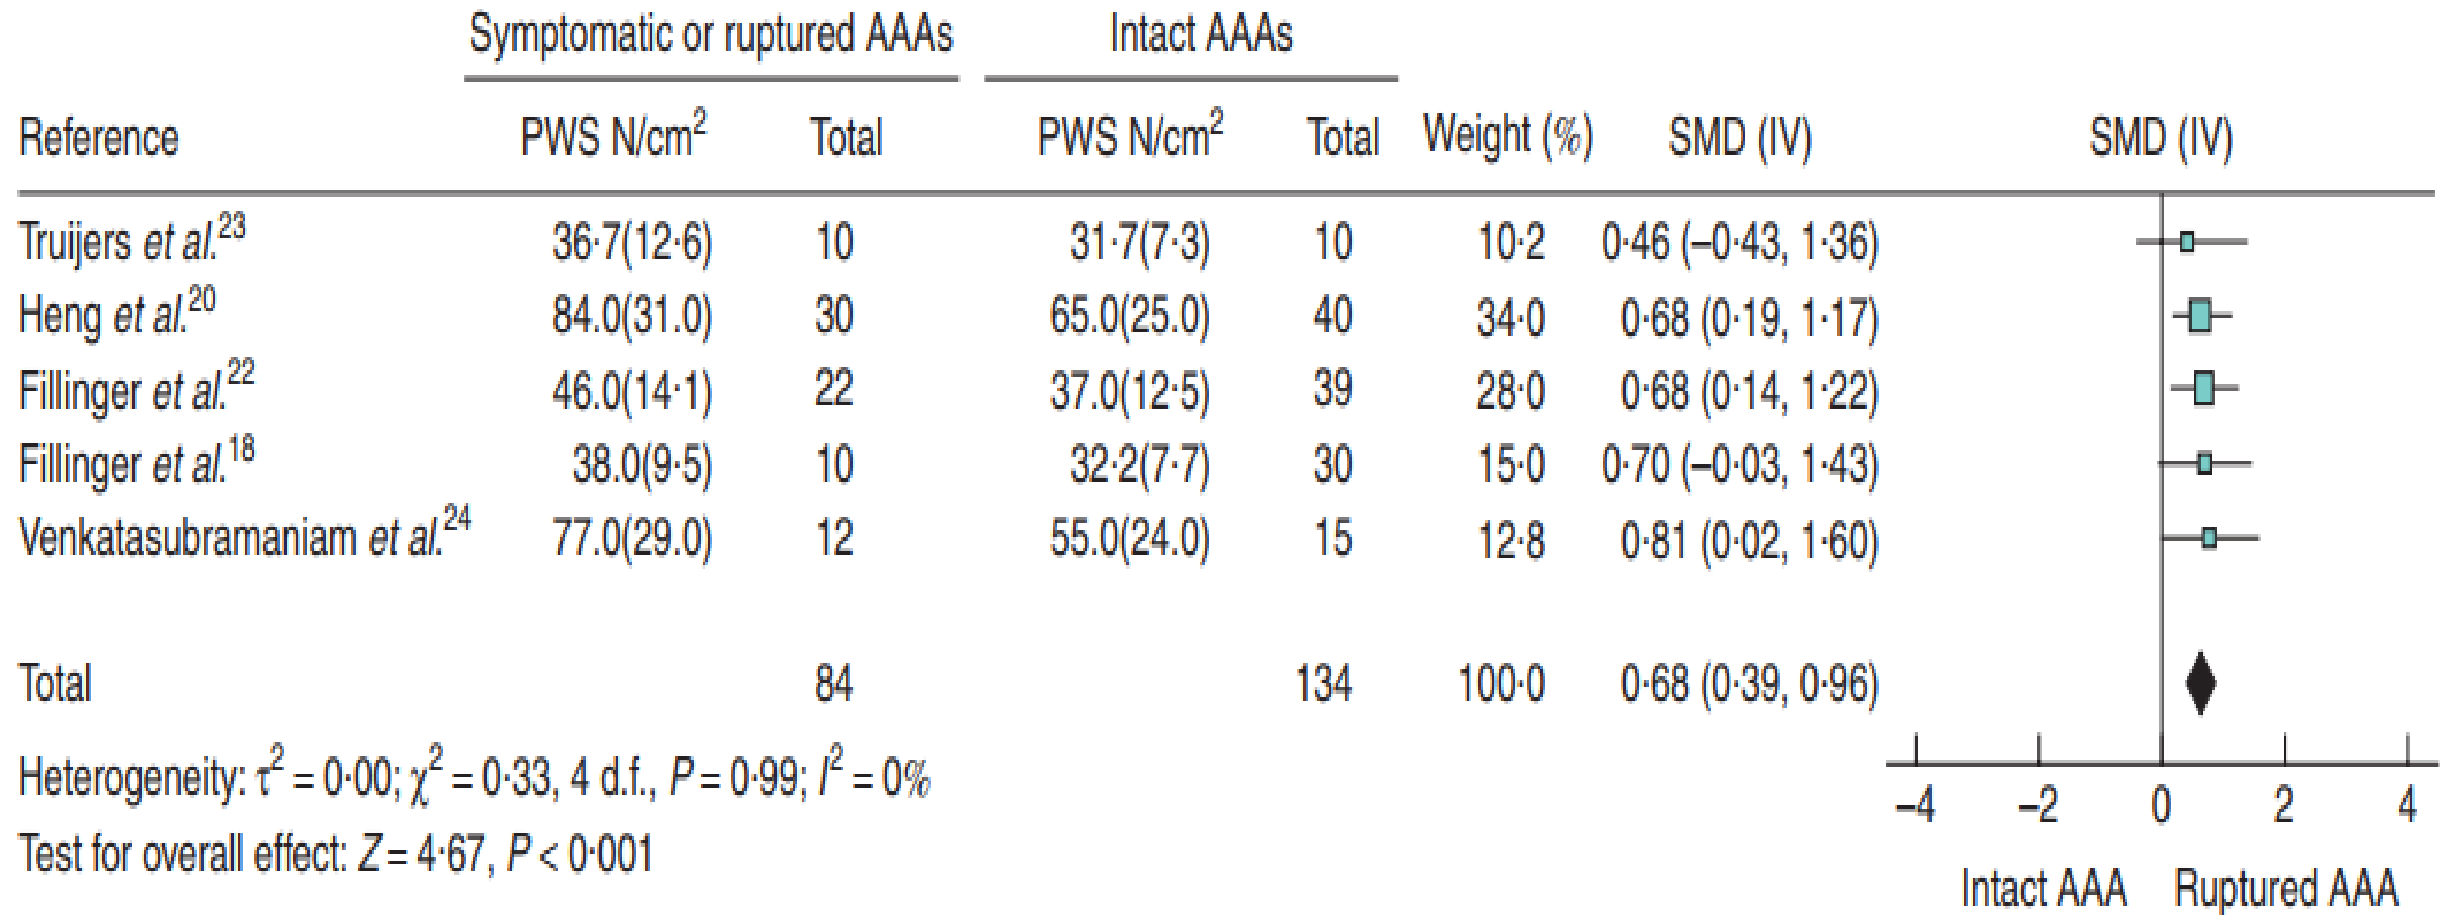 Symptomatic or ruptured AAAs Intact AAAs
Reference PWS N/cm² Total PWS N/cm² Total Weight (%) SMD (IV) SMD (IV)
Truijers et al.²³ 36·7(12·6) 10 31·7(7·3) 10 10·2 0·46 (–0·43, 1·36)
Heng et al.²⁰ 84.0(31.0) 30 65.0(25.0) 40 34·0 0·68 (0·19, 1·17)
Fillinger et al.²² 46.0(14·1) 22 37.0(12·5) 39 28·0 0·68 (0·14, 1·22)
Fillinger et al.¹⁸ 38.0(9·5) 10 32·2(7·7) 30 15·0 0·70 (–0·03, 1·43)
Venkatasubramaniam et al.²⁴ 77.0(29.0) 12 55.0(24.0) 15 12·8 0·81 (0·02, 1·60)
Total 84 134 100·0 0·68 (0·39, 0·96)
Heterogeneity: τ² = 0·00; χ² = 0·33, 4 d.f., P = 0·99; I² = 0%
–4 –2 0 2 4
Test for overall effect: Z = 4·67, P < 0·001
Intact AAA Ruptured AAA